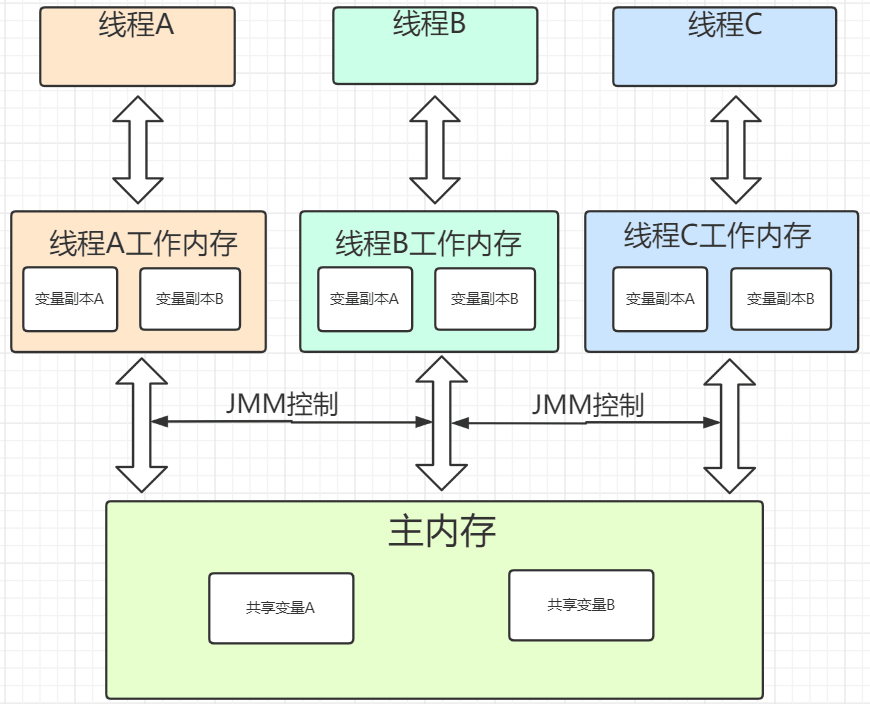 线程A
线程B
线程C
线程A工作内存
变量副本A
变量副本B
线程B工作内存
变量副本A
变量副本B
线程C工作内存
变量副本A
变量副本B
JMM控制
JMM控制
主内存
共享变量A
共享变量B